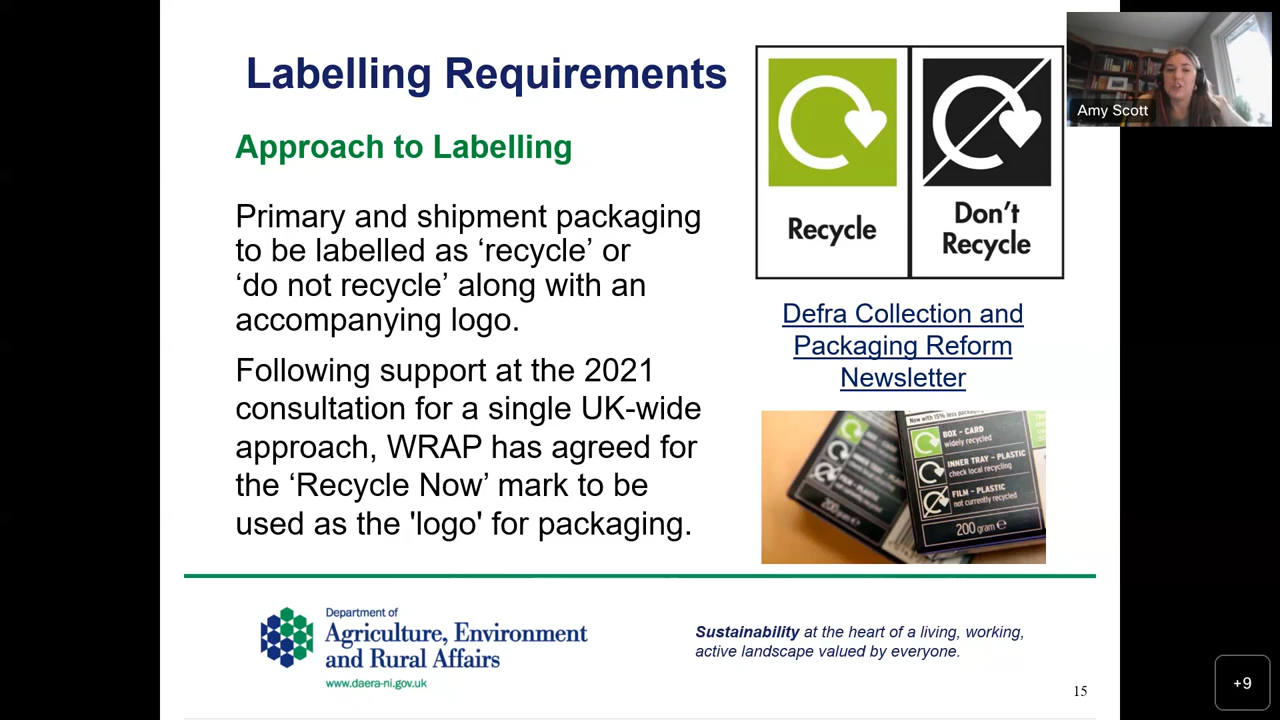 Labelling Requirements
Approach to Labelling
Primary and shipment packaging
to be labelled as ‘recycle’ or
‘do not recycle’ along with an
accompanying logo.
Following support at the 2021
consultation for a single UK-wide
approach, WRAP has agreed for
the ‘Recycle Now’ mark to be
used as the 'logo' for packaging.
Recycle
Don’t
Recycle
Defra Collection and
Packaging Reform
Newsletter
Now with 15% less packaging
BOX – CARD
widely recycled
INNER TRAY – PLASTIC
check local recycling
FILM – PLASTIC
not currently recycled
200 gram e
Department of
Agriculture, Environment
and Rural Affairs
www.daera-ni.gov.uk
Sustainability at the heart of a living, working,
active landscape valued by everyone.
15
Amy Scott
+9